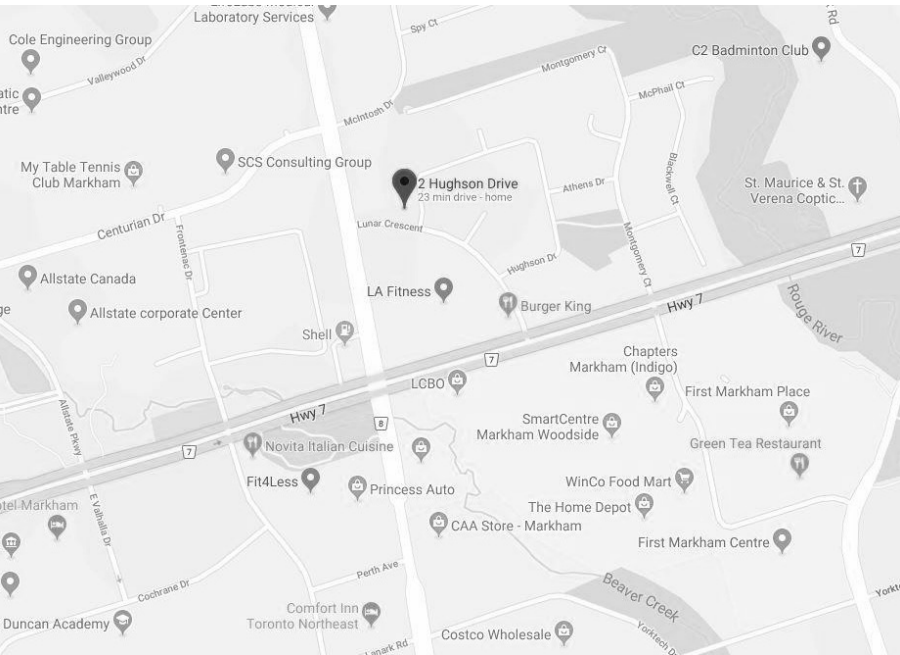 Laboratory Services
Spy Ct
Cole Engineering Group
Valleywood Dr
C2 Badminton Club
Rd
atic
ntre
Montgomery Ct
McPhail Ct
McIntosh Dr
SCS Consulting Group
My Table Tennis
Club Markham
2 Hughson Drive
23 min drive - home
Athens Dr
Blackwell Ct
St. Maurice & St.
Verena Coptic...
Centurian Dr
Frontenac Dr
Lunar Crescent
Montgomery Ct
7
Hughson Dr
Allstate Canada
LA Fitness
ge
Allstate corporate Center
Burger King
Hwy 7
Rouge River
Shell
7
Chapters
Markham (Indigo)
LCBO
First Markham Place
Allstate Pkwy
Hwy 7
8
SmartCentre
Markham Woodside
7
Novita Italian Cuisine
Green Tea Restaurant
Fit4Less
Princess Auto
WinCo Food Mart
otel Markham
E Valhalla Dr
The Home Depot
CAA Store - Markham
First Markham Centre
Perth Ave
Cochrane Dr
Beaver Creek
Yorkt
Comfort Inn
Toronto Northeast
Duncan Academy
Costco Wholesale
Yorktech D
Lanark Rd